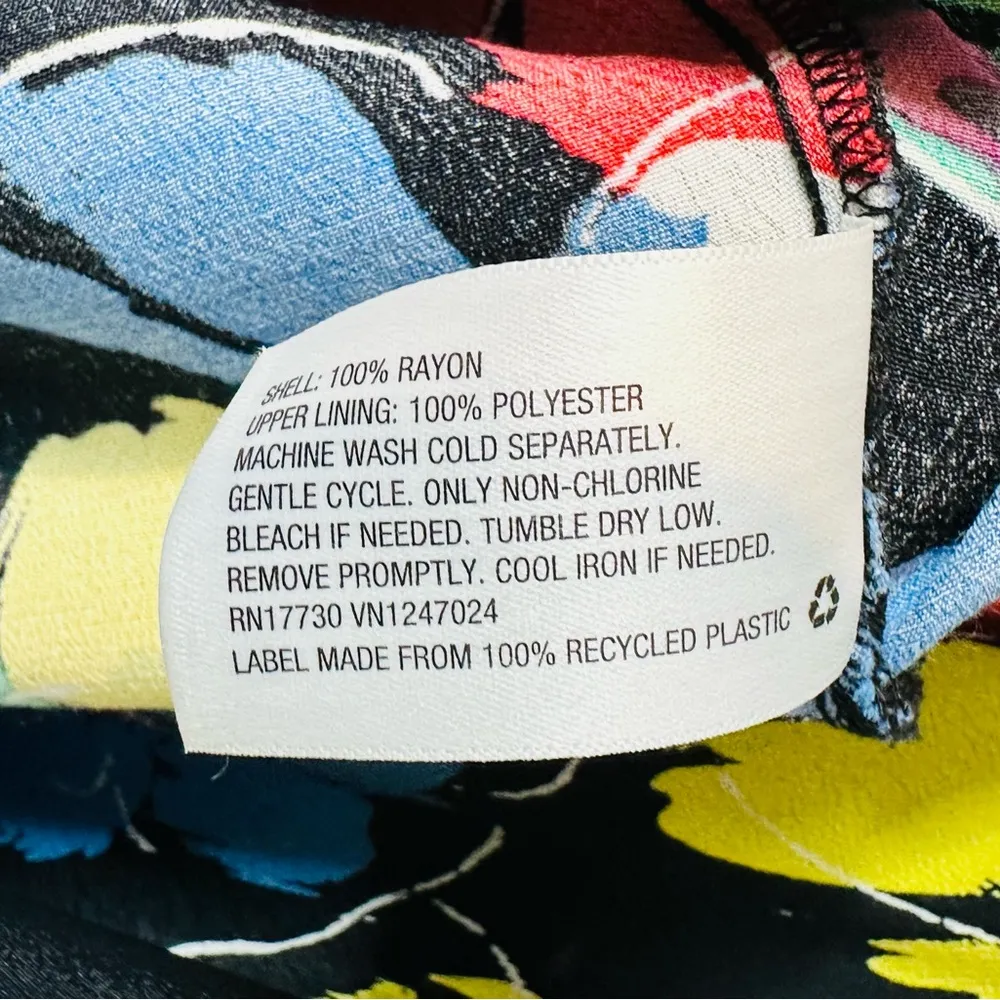 SHELL: 100% RAYON
UPPER LINING: 100% POLYESTER
MACHINE WASH COLD SEPARATELY.
GENTLE CYCLE. ONLY NON-CHLORINE
BLEACH IF NEEDED. TUMBLE DRY LOW.
REMOVE PROMPTLY. COOL IRON IF NEEDED.
RN17730 VN1247024
LABEL MADE FROM 100% RECYCLED PLASTIC